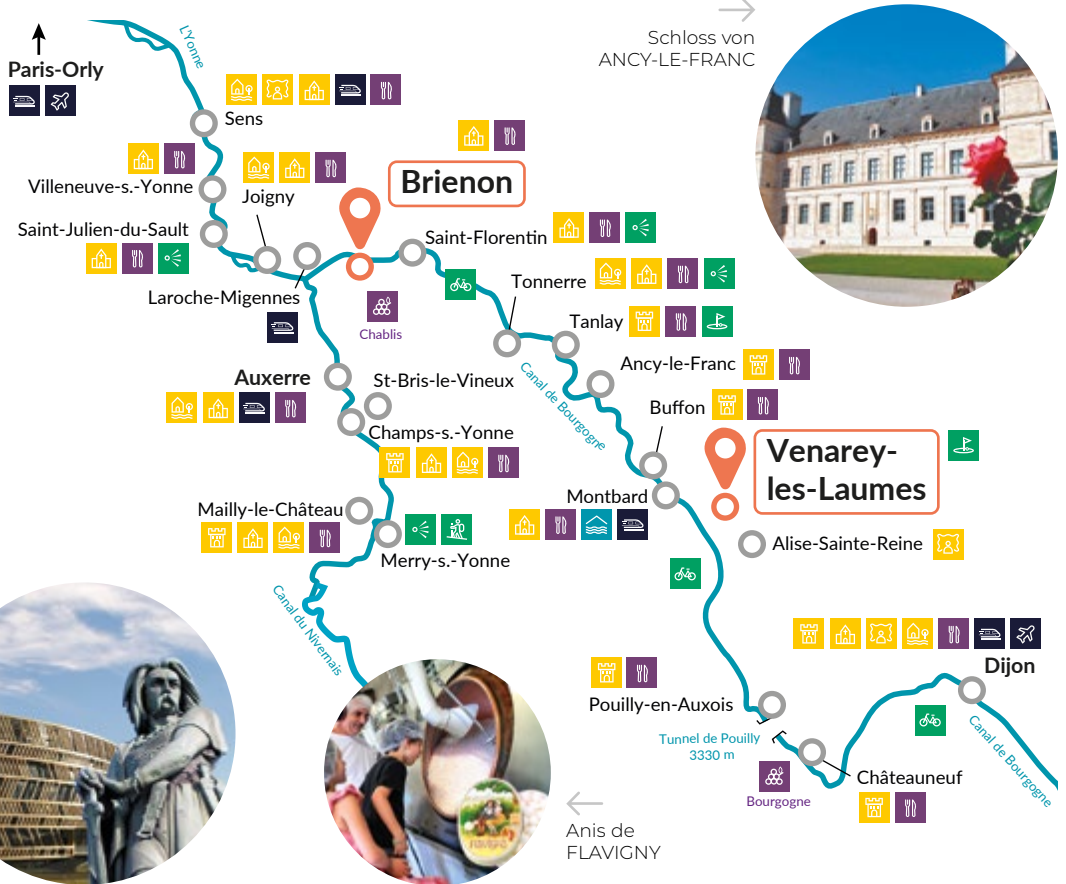 Schloss von
ANCY-LE-FRANC
L'Yonne
Paris-Orly
Sens
Brienon
Villeneuve-s.-Yonne
Joigny
Saint-Julien-du-Sault
Saint-Florentin
Laroche-Migennes
Tonnerre
Chablis
Tanlay
Ancy-le-Franc
Auxerre
St-Bris-le-Vineux
Canal de Bourgogne
Buffon
Champs-s.-Yonne
Venarey-
les-Laumes
Montbard
Mailly-le-Château
Alise-Sainte-Reine
Merry-s.-Yonne
Canal du Nivernais
Dijon
Pouilly-en-Auxois
Tunnel de Pouilly
3330 m
Canal de Bourgogne
Châteauneuf
Bourgogne
Anis de
FLAVIGNY